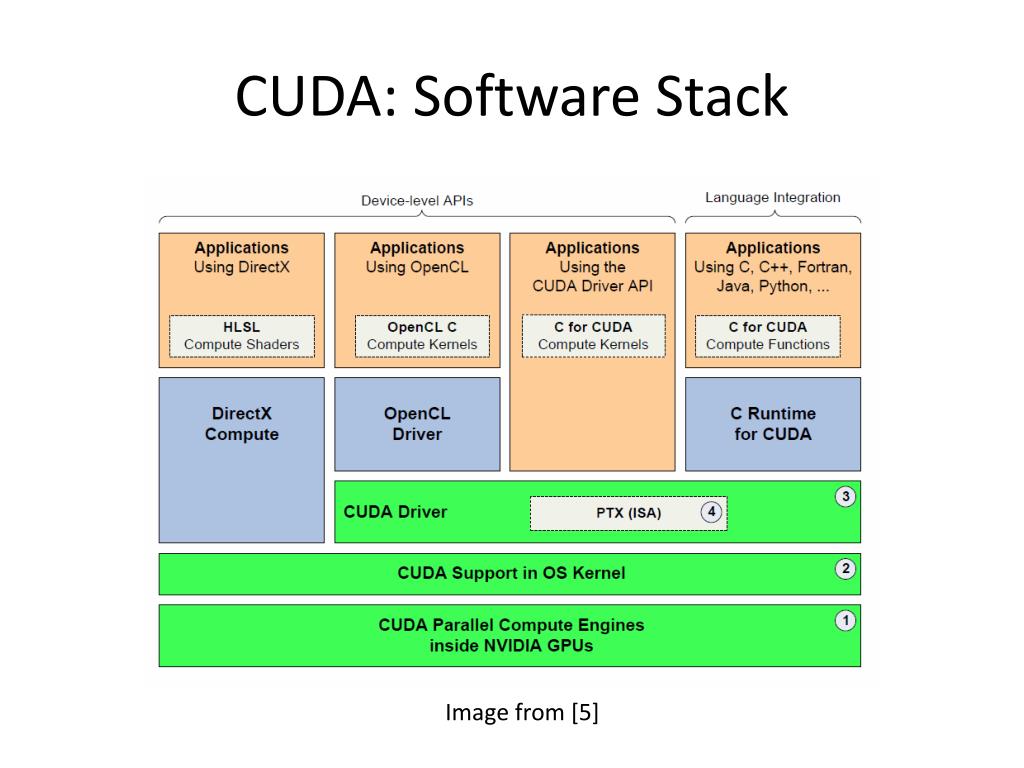 CUDA: Software Stack
Device-level APIs
Language Integration
Applications
Using DirectX
HLSL
Compute Shaders
Applications
Using OpenCL
OpenCL C
Compute Kernels
Applications
Using the
CUDA Driver API
C for CUDA
Compute Kernels
Applications
Using C, C++, Fortran,
Java, Python, ...
C for CUDA
Compute Functions
DirectX
Compute
OpenCL
Driver
C Runtime
for CUDA
CUDA Driver
PTX (ISA)
4
3
CUDA Support in OS Kernel
2
CUDA Parallel Compute Engines
inside NVIDIA GPUs
1
Image from [5]